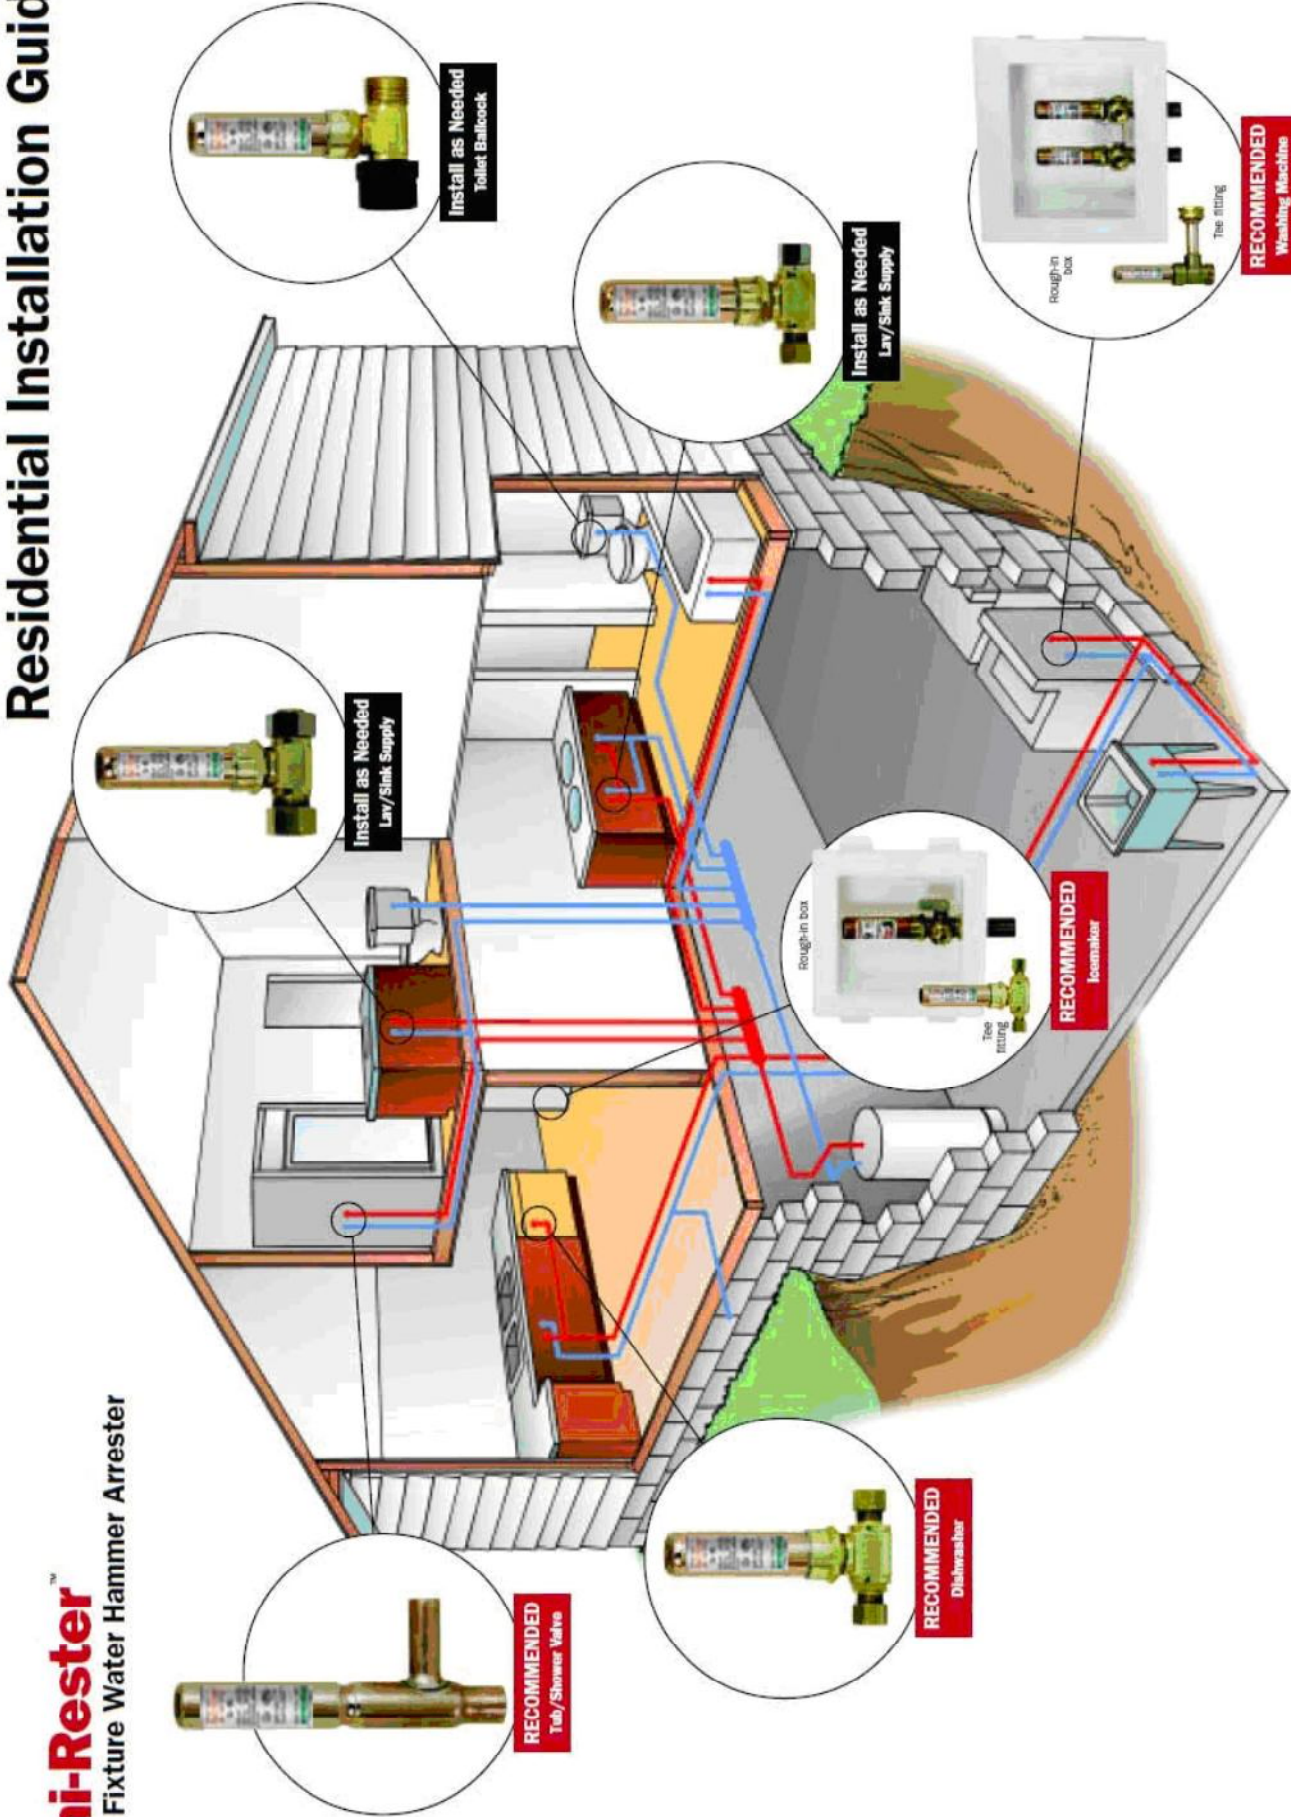 ni-Rester™
Fixture Water Hammer Arrester
Residential Installation Guid
RECOMMENDED
Tub/Shower Valve
Install as Needed
Lav/Sink Supply
Install as Needed
Toilet Ballcock
RECOMMENDED
Dishwasher
Rough-in box
Tee
fitting
RECOMMENDED
Icemaker
Install as Needed
Lav/Sink Supply
Rough-in
box
Tee fitting
RECOMMENDED
Washing Machine